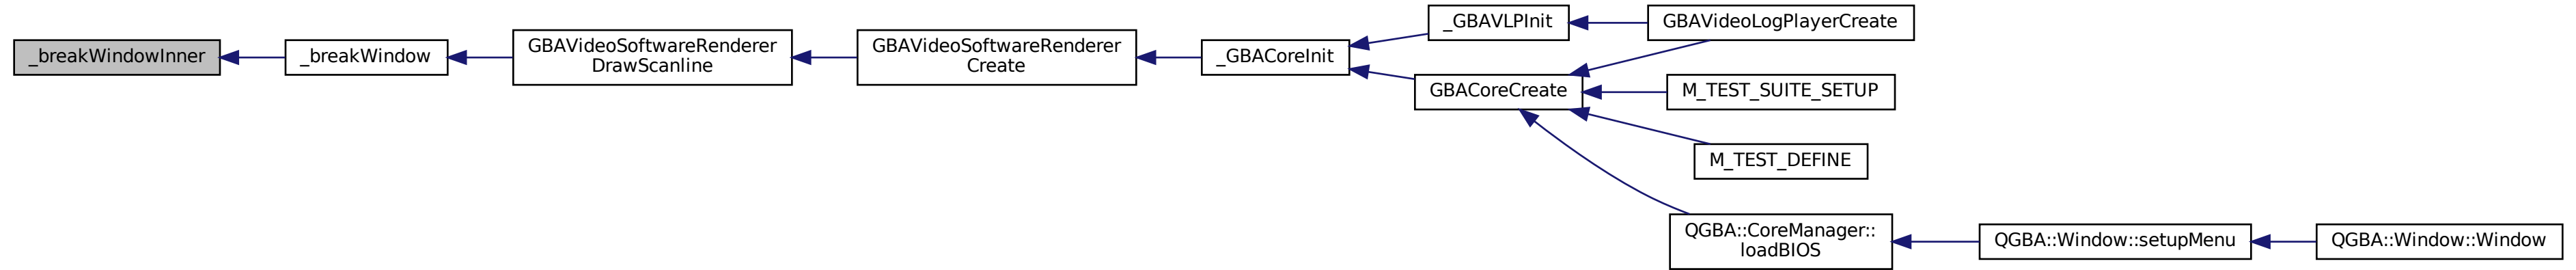 _breakWindowInner
_breakWindow
GBAVideoSoftwareRenderer
DrawScanline
GBAVideoSoftwareRenderer
Create
_GBACoreInit
_GBAVLPInit
GBAVideoLogPlayerCreate
GBACoreCreate
M_TEST_SUITE_SETUP
M_TEST_DEFINE
QGBA::CoreManager::
loadBIOS
QGBA::Window::setupMenu
QGBA::Window::Window